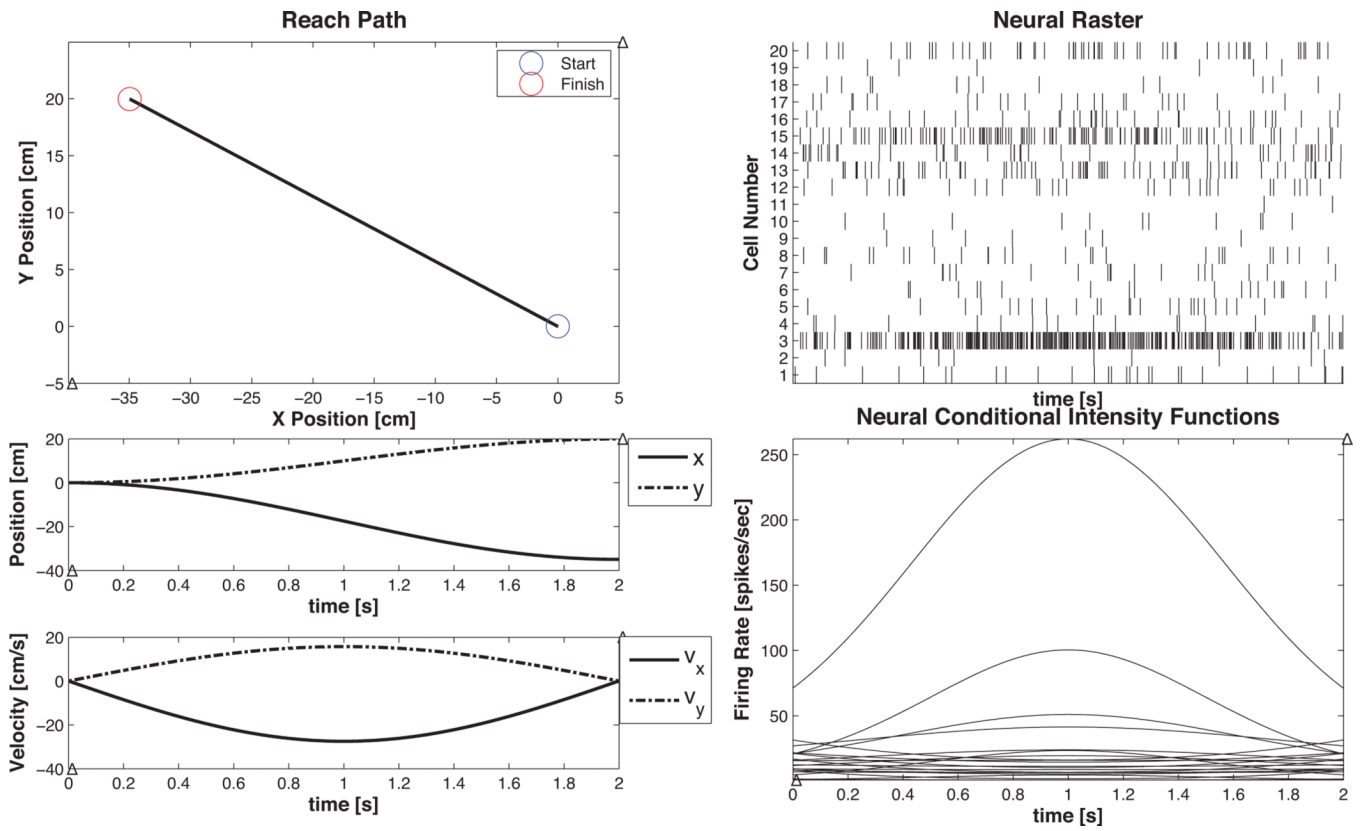 Reach Path
Start
Finish
20
15
10
5
0
−5
Y Position [cm]
−35 −30 −25 −20 −15 −10 −5 0 5
X Position [cm]
Neural Raster
20
19
18
17
16
15
14
13
12
11
10
9
8
7
6
5
4
3
2
1
Cell Number
time [s]
20
0
−20
−40
Position [cm]
x
y
0 0.2 0.4 0.6 0.8 1 1.2 1.4 1.6 1.8 2
time [s]
20
0
−20
−40
Velocity [cm/s]
v_x
v_y
0 0.2 0.4 0.6 0.8 1 1.2 1.4 1.6 1.8 2
time [s]
Neural Conditional Intensity Functions
250
200
150
100
50
Firing Rate [spikes/sec]
0 0.2 0.4 0.6 0.8 1 1.2 1.4 1.6 1.8 2
time [s]